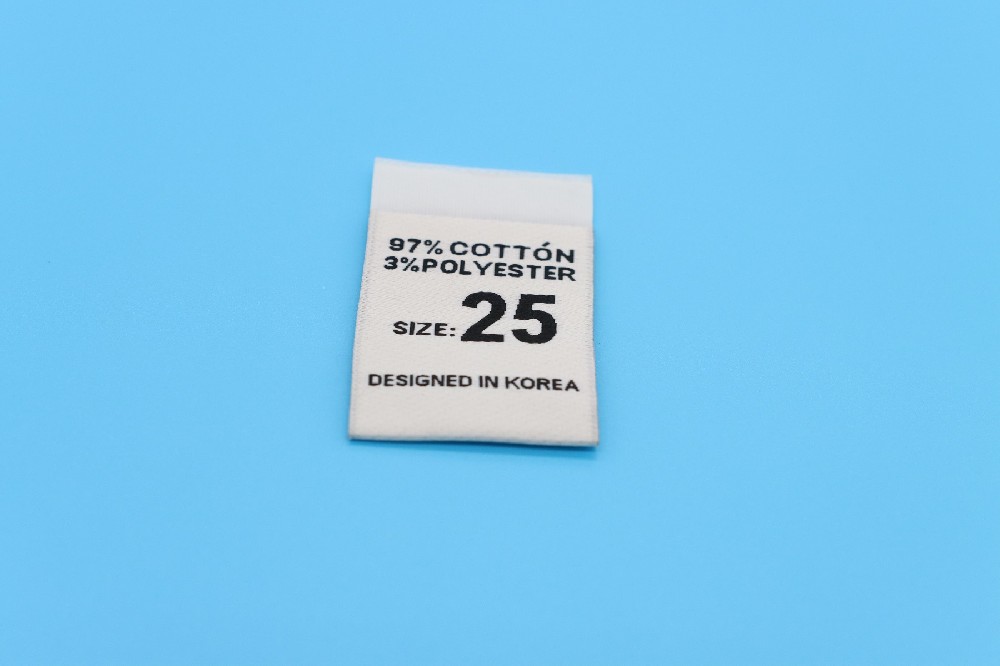 97% COTTÓN
3%POLYESTER
SIZE: 25
DESIGNED IN KOREA